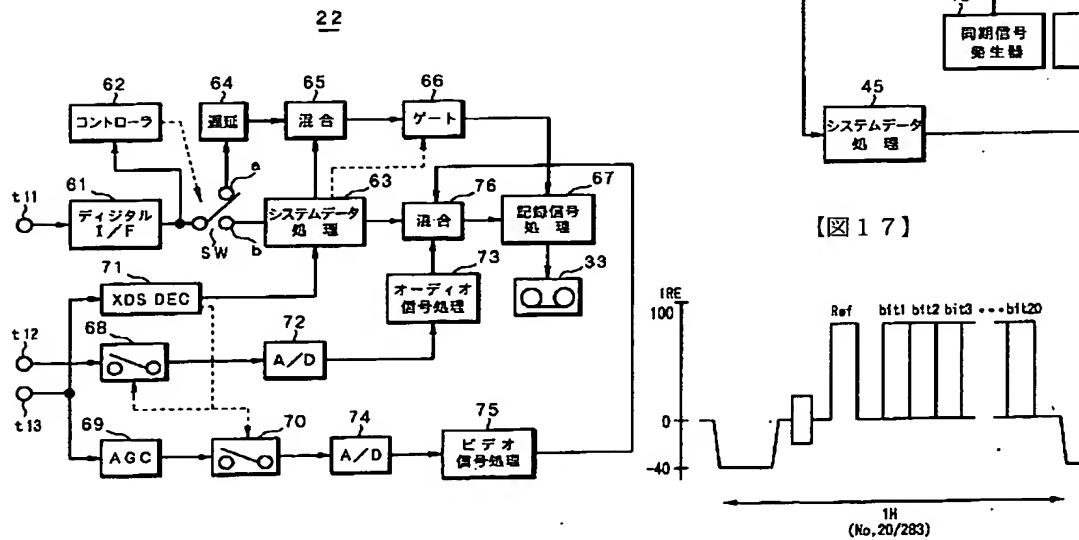 22
62
コントローラ
64
遅延
65
混合
66
ゲート
t11
61
ディジタル
I/F
SW
a
b
63
システムデータ
処理
76
混合
67
記録信号
処理
33
71
XDS DEC
73
オーディオ
信号処理
t12
68
72
A/D
t13
69
AGC
70
74
A/D
75
ビデオ
信号処理
同期信号
発生器
45
システムデータ
処理
【図17】
IRE
100
0
-40
Ref
bit1 bit2 bit3 ‥‥bit20
1H
(No,20/283)